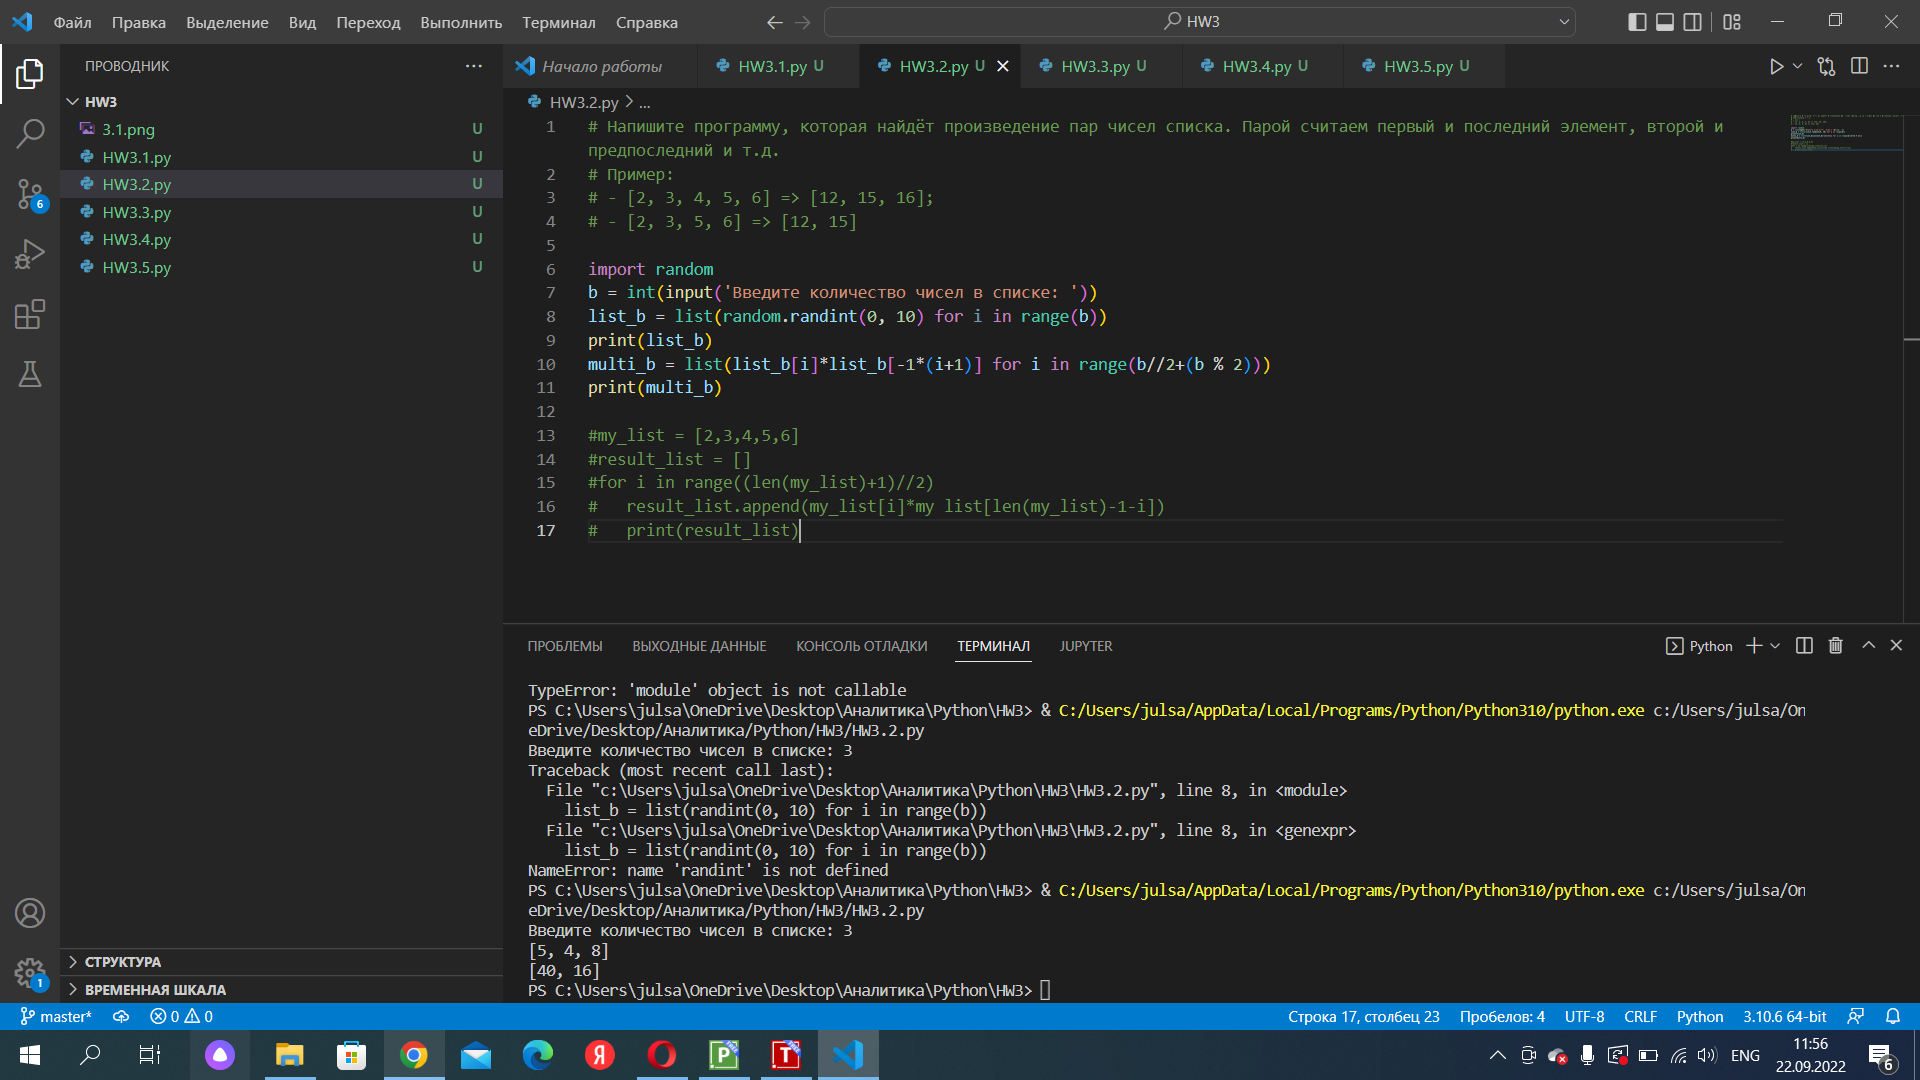 Файл Правка Выделение Вид Переход Выполнить Терминал Справка HW3
ПРОВОДНИК
HW3
3.1.png U
HW3.1.py U
HW3.2.py U
HW3.3.py U
HW3.4.py U
HW3.5.py U
6
1
СТРУКТУРА
ВРЕМЕННАЯ ШКАЛА
Начало работы HW3.1.py U HW3.2.py U HW3.3.py U HW3.4.py U HW3.5.py U
HW3.2.py > ...
1 # Напишите программу, которая найдёт произведение пар чисел списка. Парой считаем первый и последний элемент, второй и
предпоследний и т.д.
2 # Пример:
3 # - [2, 3, 4, 5, 6] => [12, 15, 16];
4 # - [2, 3, 5, 6] => [12, 15]
5
6 import random
7 b = int(input('Введите количество чисел в списке: '))
8 list_b = list(random.randint(0, 10) for i in range(b))
9 print(list_b)
10 multi_b = list(list_b[i]*list_b[-1*(i+1)] for i in range(b//2+(b % 2)))
11 print(multi_b)
12
13 #my_list = [2,3,4,5,6]
14 #result_list = []
15 #for i in range((len(my_list)+1)//2)
16 #   result_list.append(my_list[i]*my list[len(my_list)-1-i])
17 #   print(result_list)
ПРОБЛЕМЫ ВЫХОДНЫЕ ДАННЫЕ КОНСОЛЬ ОТЛАДКИ ТЕРМИНАЛ JUPYTER Python
TypeError: 'module' object is not callable
PS C:\Users\julsa\OneDrive\Desktop\Аналитика\Python\HW3> & C:/Users/julsa/AppData/Local/Programs/Python/Python310/python.exe c:/Users/julsa/On
eDrive/Desktop/Аналитика/Python/HW3/HW3.2.py
Введите количество чисел в списке: 3
Traceback (most recent call last):
  File "c:\Users\julsa\OneDrive\Desktop\Аналитика\Python\HW3\HW3.2.py", line 8, in <module>
    list_b = list(randint(0, 10) for i in range(b))
  File "c:\Users\julsa\OneDrive\Desktop\Аналитика\Python\HW3\HW3.2.py", line 8, in <genexpr>
    list_b = list(randint(0, 10) for i in range(b))
NameError: name 'randint' is not defined
PS C:\Users\julsa\OneDrive\Desktop\Аналитика\Python\HW3> & C:/Users/julsa/AppData/Local/Programs/Python/Python310/python.exe c:/Users/julsa/On
eDrive/Desktop/Аналитика/Python/HW3/HW3.2.py
Введите количество чисел в списке: 3
[5, 4, 8]
[40, 16]
PS C:\Users\julsa\OneDrive\Desktop\Аналитика\Python\HW3>
master* 0 0 Строка 17, столбец 23 Пробелов: 4 UTF-8 CRLF Python 3.10.6 64-bit
Я P T ENG 11:56
22.09.2022
6